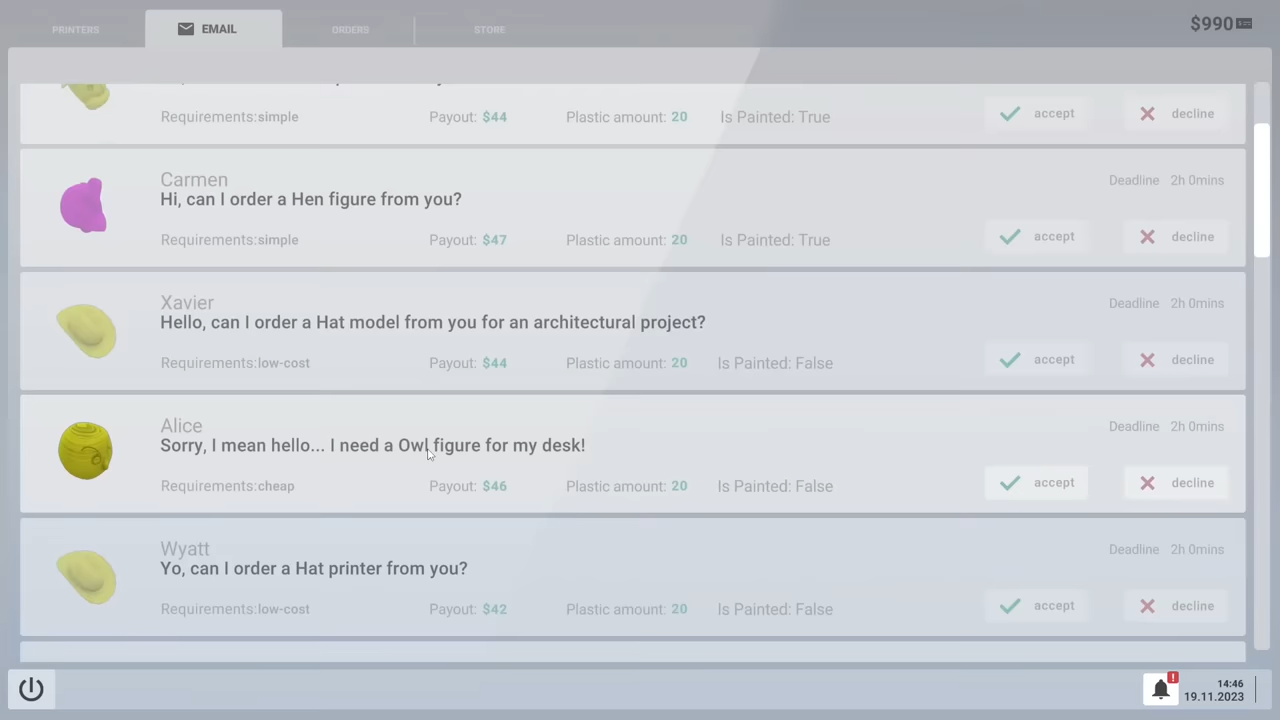 PRINTERS
EMAIL
ORDERS
STORE
$990
Requirements:simple Payout: $44 Plastic amount: 20 Is Painted: True accept decline
Carmen Deadline 2h 0mins
Hi, can I order a Hen figure from you?
Requirements:simple Payout: $47 Plastic amount: 20 Is Painted: True accept decline
Xavier Deadline 2h 0mins
Hello, can I order a Hat model from you for an architectural project?
Requirements:low-cost Payout: $44 Plastic amount: 20 Is Painted: False accept decline
Alice Deadline 2h 0mins
Sorry, I mean hello... I need a Owl figure for my desk!
Requirements:cheap Payout: $46 Plastic amount: 20 Is Painted: False accept decline
Wyatt Deadline 2h 0mins
Yo, can I order a Hat printer from you?
Requirements:low-cost Payout: $42 Plastic amount: 20 Is Painted: False accept decline
!
14:46
19.11.2023